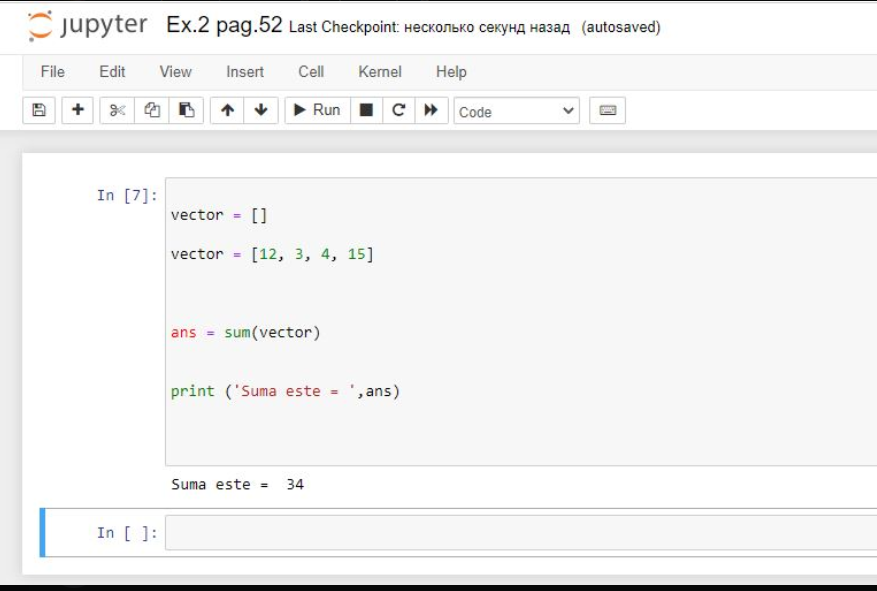 jupyter Ex.2 pag.52 Last Checkpoint: несколько секунд назад (autosaved)
File Edit View Insert Cell Kernel Help
Run Code
In [7]:
vector = []
vector = [12, 3, 4, 15]
ans = sum(vector)
print ('Suma este = ',ans)
Suma este =  34
In [ ]: